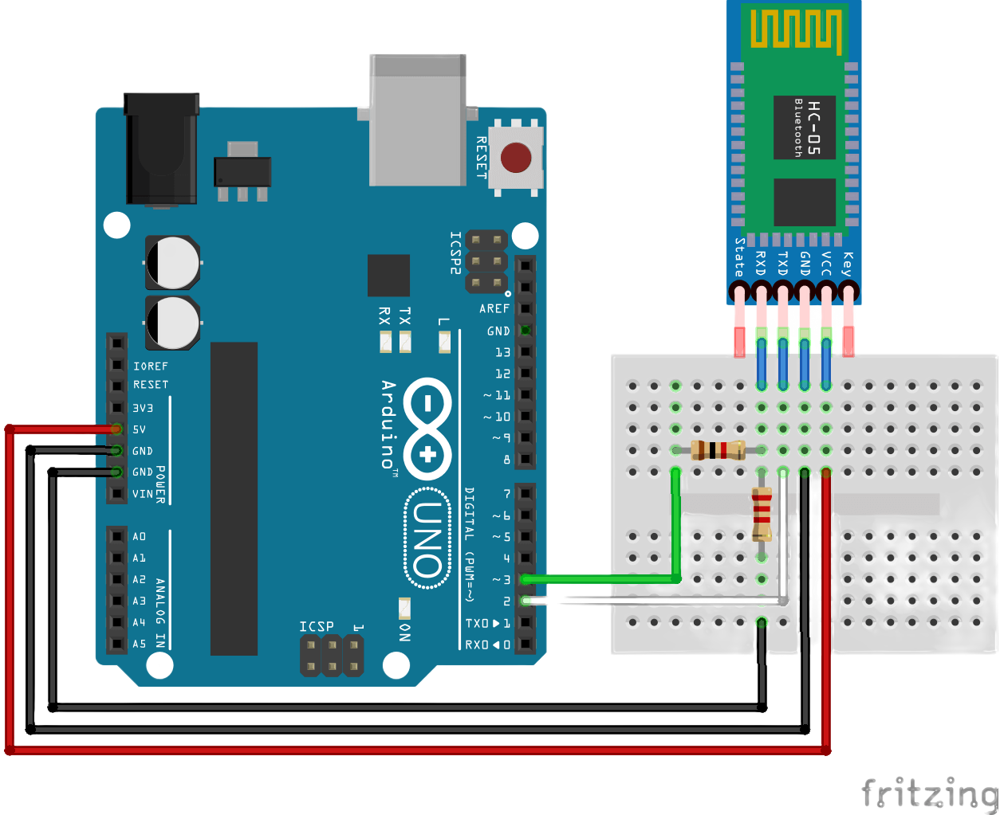 HC-05
Bluetooth
State
RXD
TXD
GND
VCC
Key
RESET
ICSP2
AREF
GND
13
12
~11
~10
~9
8
7
~6
~5
4
~3
2
TX0▶1
RX0◀0
DIGITAL (PWM=~)
RX
TX
L
Arduino™
UNO
ON
ICSP
1
IOREF
RESET
3V3
5V
GND
GND
VIN
POWER
A0
A1
A2
A3
A4
A5
ANALOG IN
fritzing